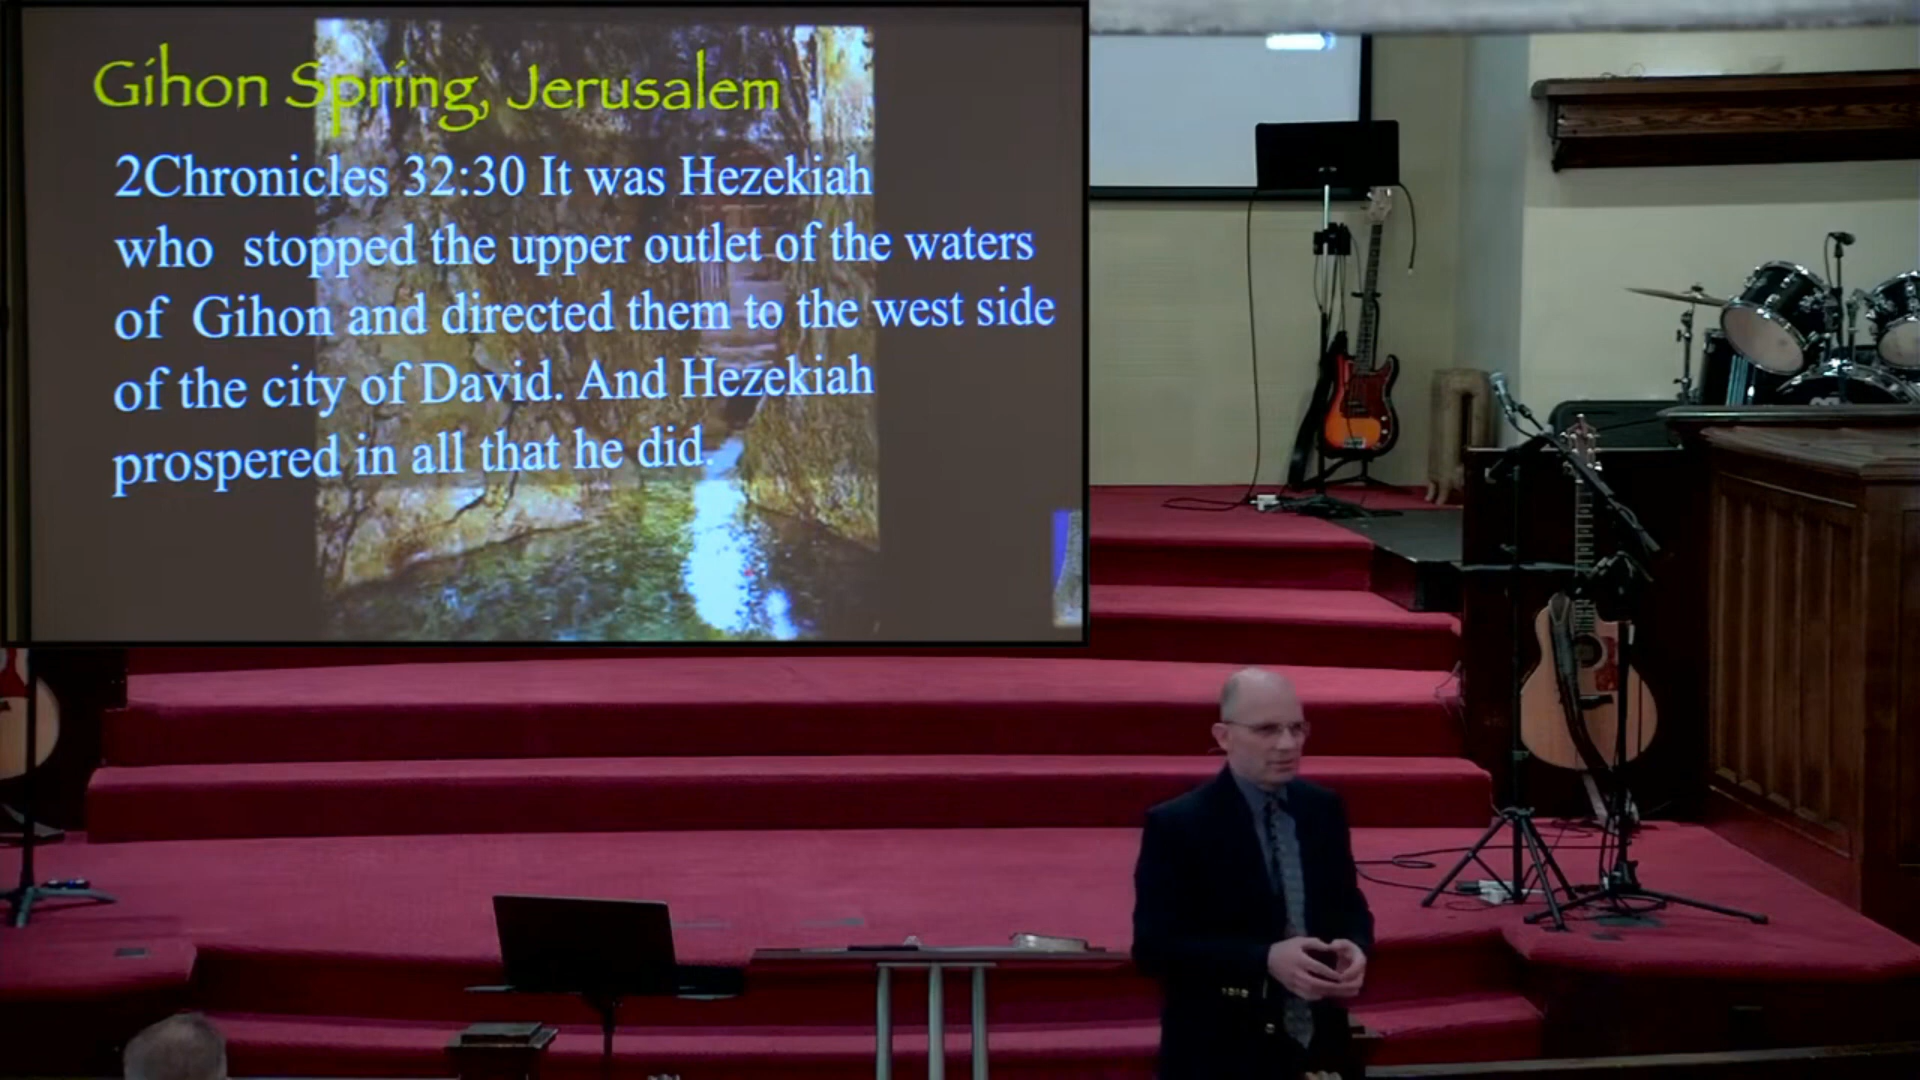 Gihon Spring, Jerusalem
2Chronicles 32:30 It was Hezekiah
who stopped the upper outlet of the waters
of Gihon and directed them to the west side
of the city of David. And Hezekiah
prospered in all that he did.